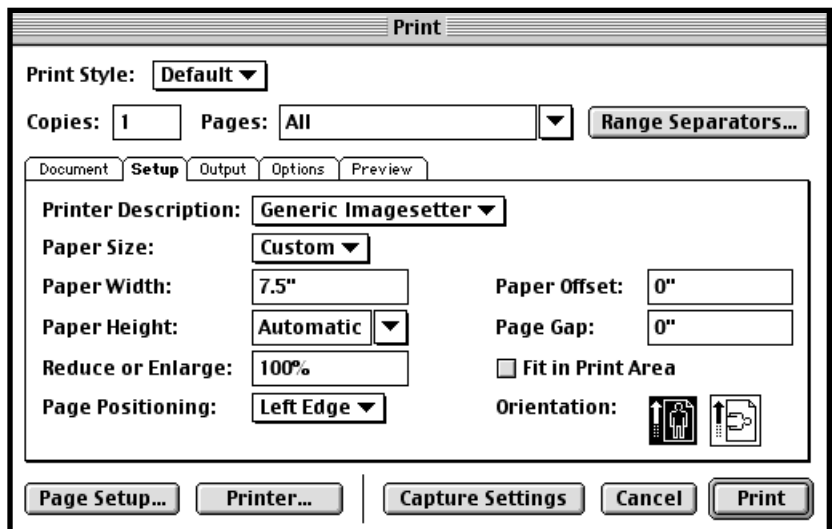 Print
Print Style: Default
Copies: 1 Pages: All Range Separators...
Document Setup Output Options Preview
Printer Description: Generic Imagesetter
Paper Size: Custom
Paper Width: 7.5" Paper Offset: 0"
Paper Height: Automatic Page Gap: 0"
Reduce or Enlarge: 100% Fit in Print Area
Page Positioning: Left Edge Orientation:
Page Setup... Printer... Capture Settings Cancel Print